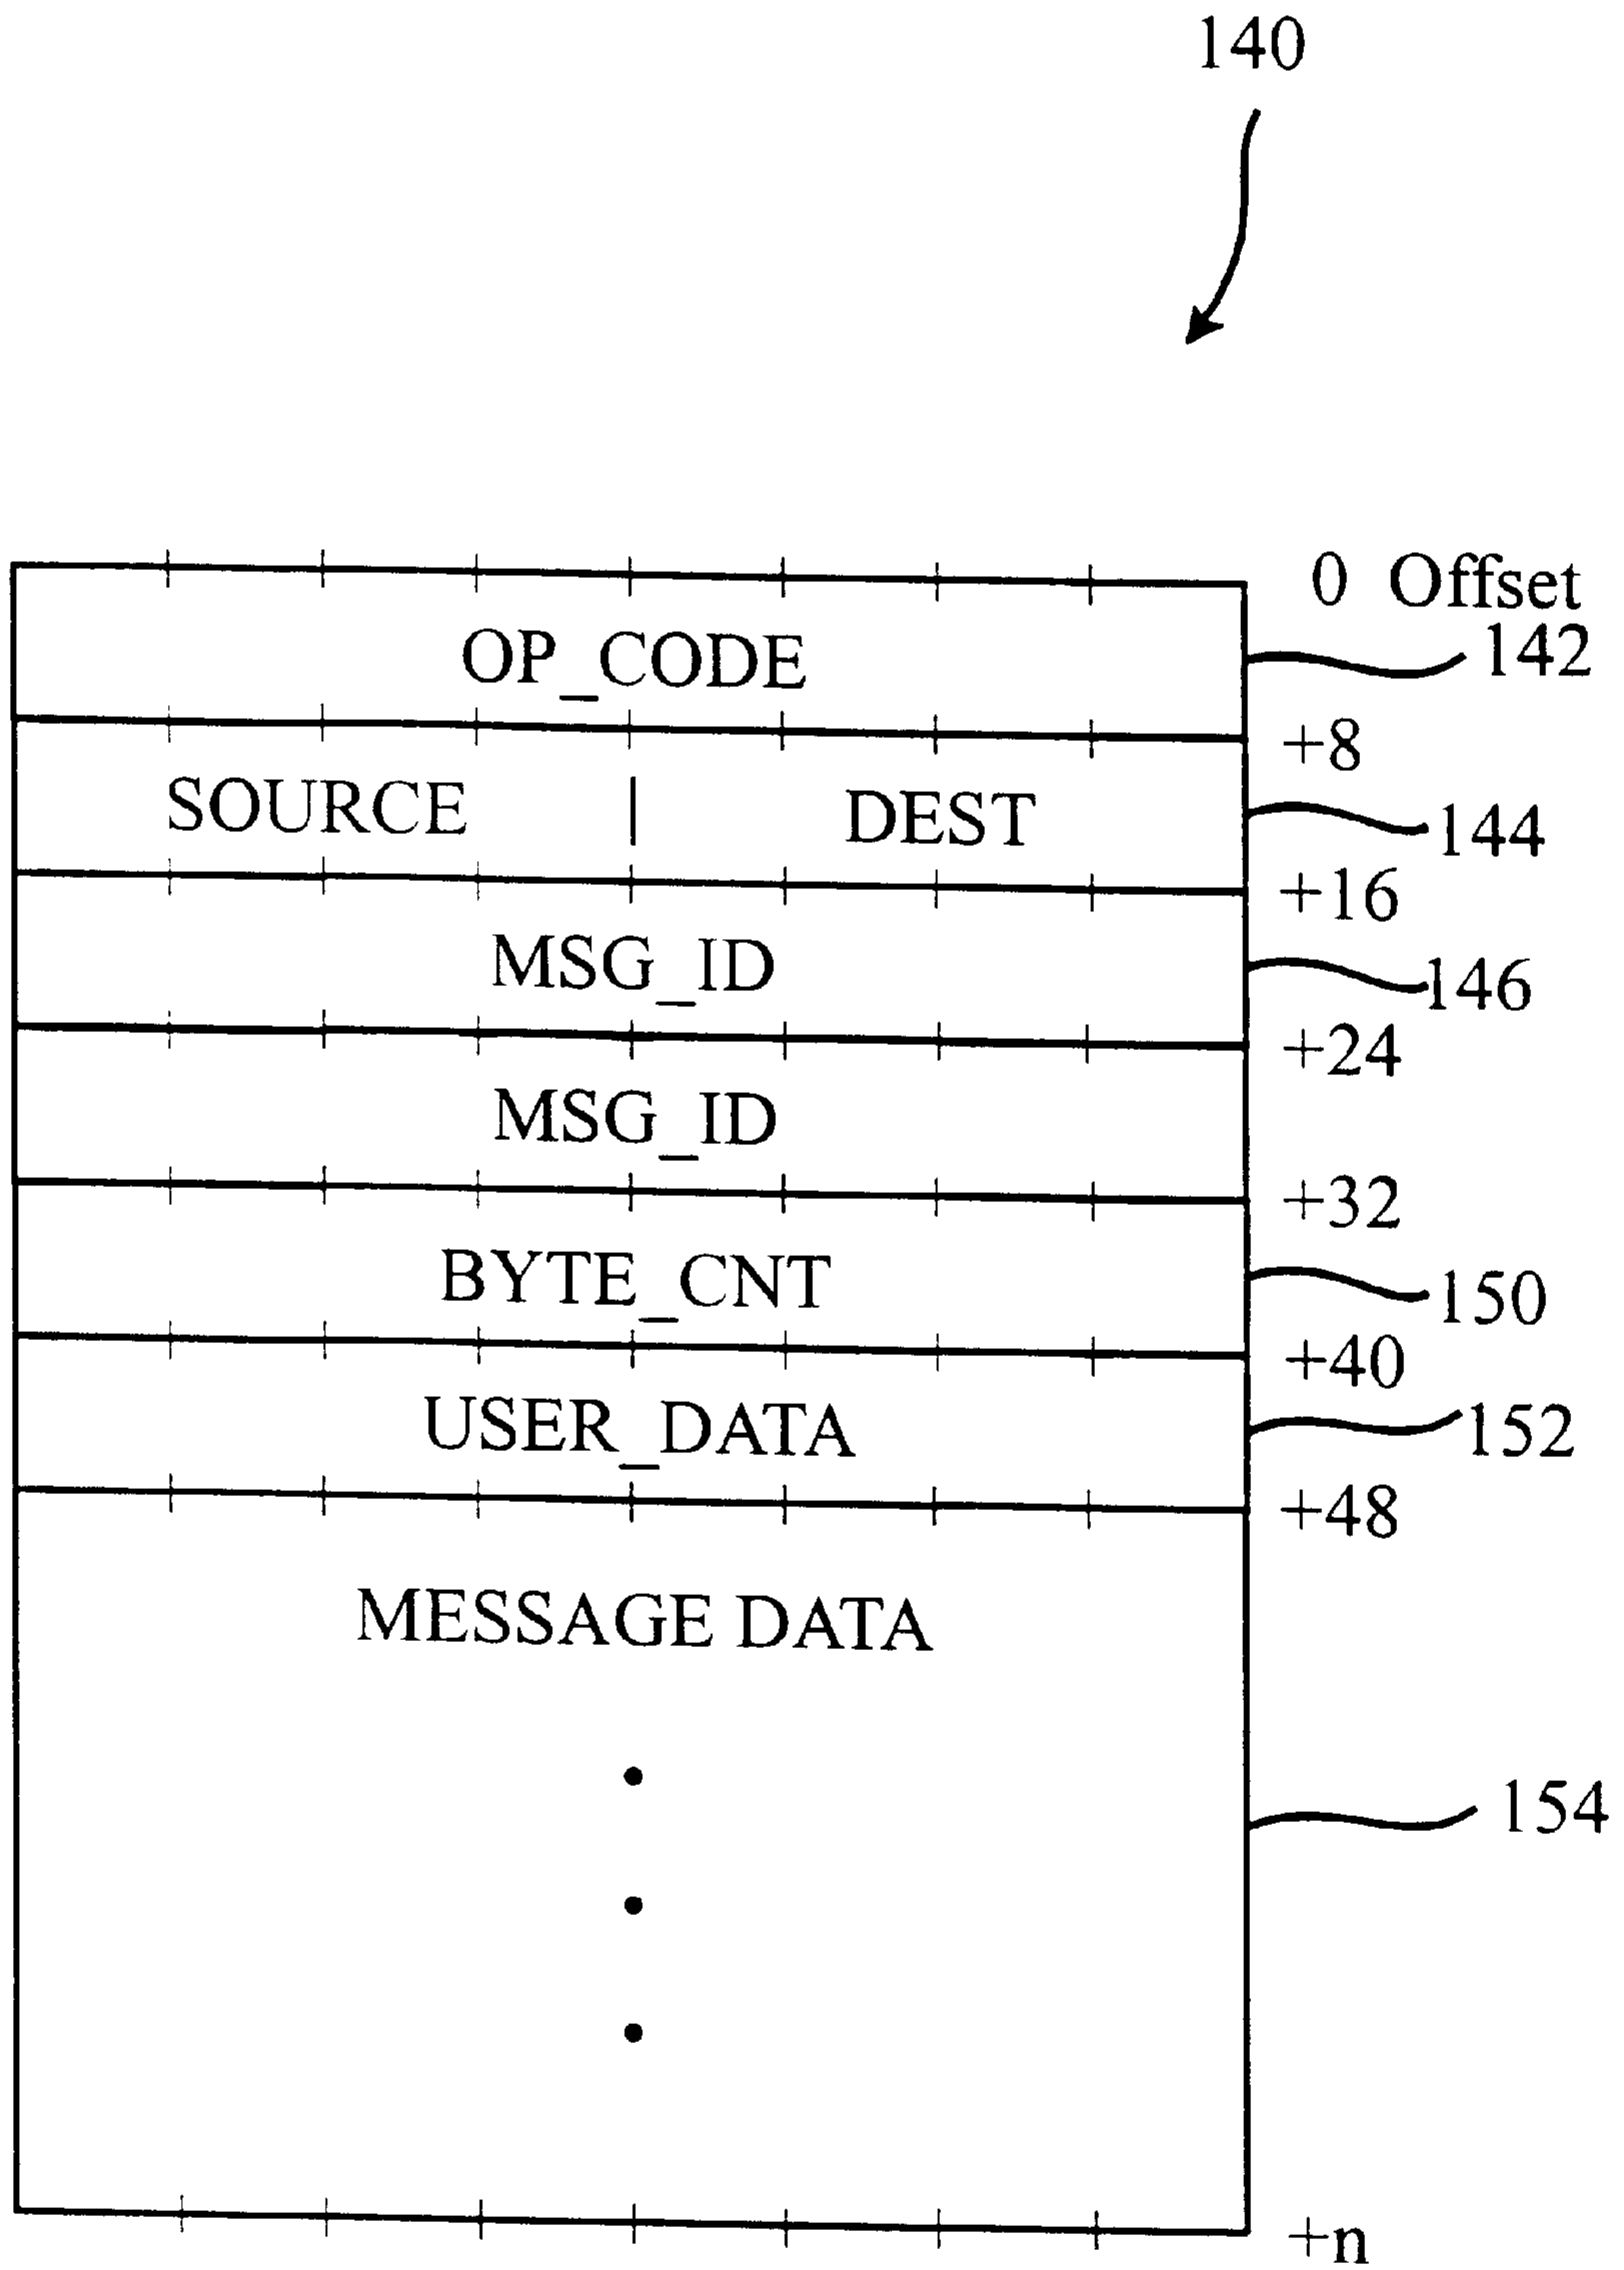 140
0 Offset
OP_CODE
142
+8
SOURCE | DEST
144
+16
MSG_ID
146
+24
MSG_ID
+32
BYTE_CNT
150
+40
USER_DATA
152
+48
MESSAGE DATA
154
+n